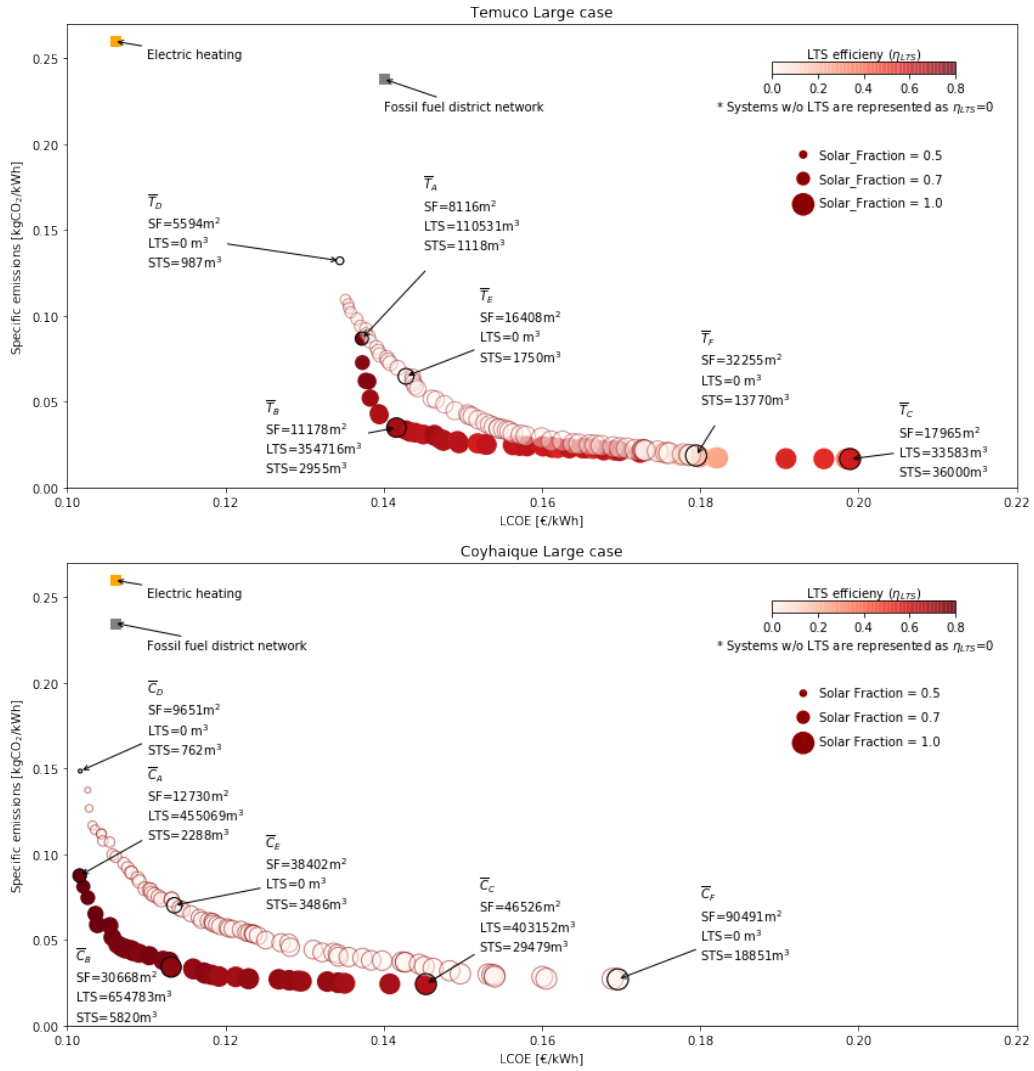 Temuco Large case
Electric heating
Fossil fuel district network
LTS efficieny (η_LTS)
0.0 0.2 0.4 0.6 0.8
* Systems w/o LTS are represented as η_LTS=0
Solar_Fraction = 0.5
Solar_Fraction = 0.7
Solar_Fraction = 1.0
T̅_D
SF=5594m²
LTS=0 m³
STS=987m³
T̅_A
SF=8116m²
LTS=110531m³
STS=1118m³
T̅_E
SF=16408m²
LTS=0 m³
STS=1750m³
T̅_F
SF=32255m²
LTS=0 m³
STS=13770m³
T̅_B
SF=11178m²
LTS=354716m³
STS=2955m³
T̅_C
SF=17965m²
LTS=33583m³
STS=36000m³
Specific emissions [kgCO₂/kWh]
0.25
0.20
0.15
0.10
0.05
0.00
0.10 0.12 0.14 0.16 0.18 0.20 0.22
LCOE [€/kWh]
Coyhaique Large case
Electric heating
Fossil fuel district network
LTS efficieny (η_LTS)
0.0 0.2 0.4 0.6 0.8
* Systems w/o LTS are represented as η_LTS=0
Solar Fraction = 0.5
Solar Fraction = 0.7
Solar Fraction = 1.0
C̅_D
SF=9651m²
LTS=0 m³
STS=762m³
C̅_A
SF=12730m²
LTS=455069m³
STS=2288m³
C̅_E
SF=38402m²
LTS=0 m³
STS=3486m³
C̅_C
SF=46526m²
LTS=403152m³
STS=29479m³
C̅_F
SF=90491m²
LTS=0 m³
STS=18851m³
C̅_B
SF=30668m²
LTS=654783m³
STS=5820m³
Specific emissions [kgCO₂/kWh]
0.25
0.20
0.15
0.10
0.05
0.00
0.10 0.12 0.14 0.16 0.18 0.20 0.22
LCOE [€/kWh]